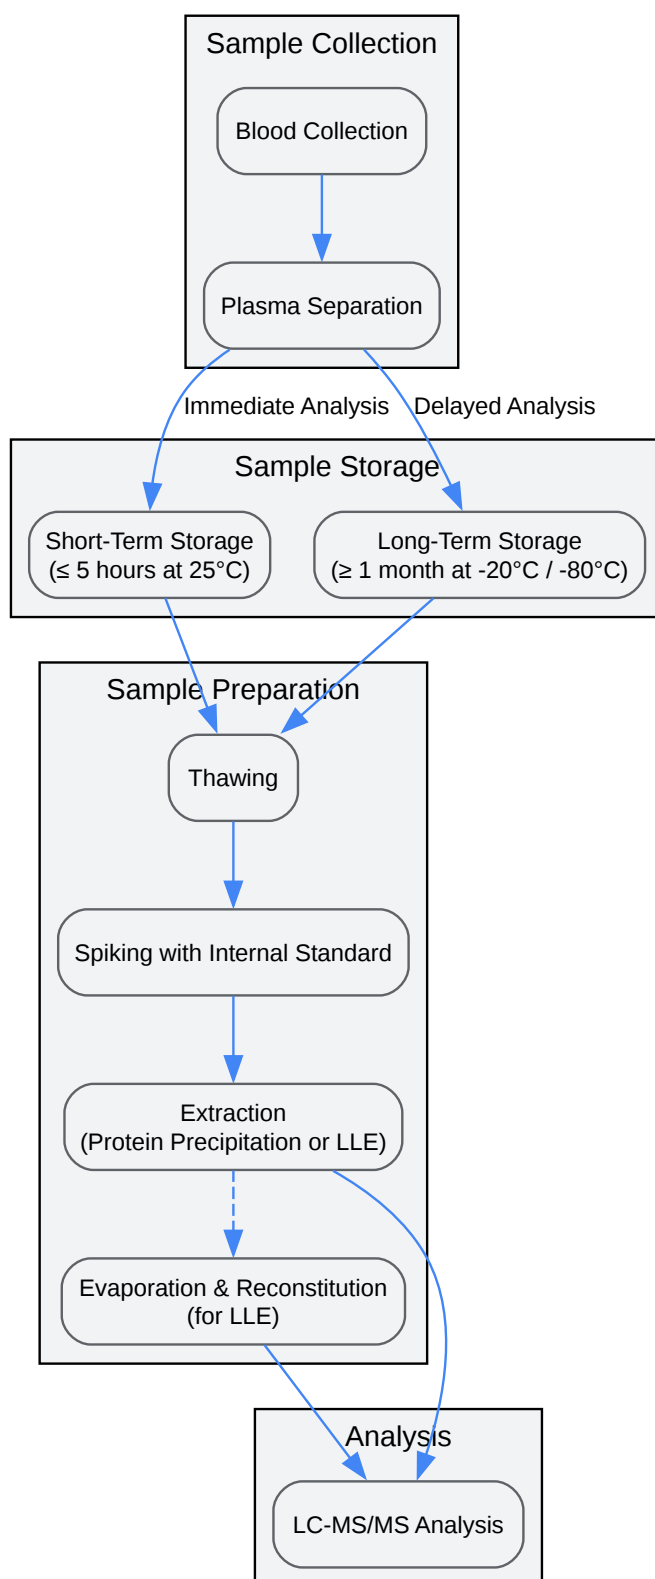 Sample Collection
Blood Collection
Plasma Separation
Immediate Analysis
Delayed Analysis
Sample Storage
Short-Term Storage
(≤ 5 hours at 25°C)
Long-Term Storage
(≥ 1 month at -20°C / -80°C)
Sample Preparation
Thawing
Spiking with Internal Standard
Extraction
(Protein Precipitation or LLE)
Evaporation & Reconstitution
(for LLE)
Analysis
LC-MS/MS Analysis